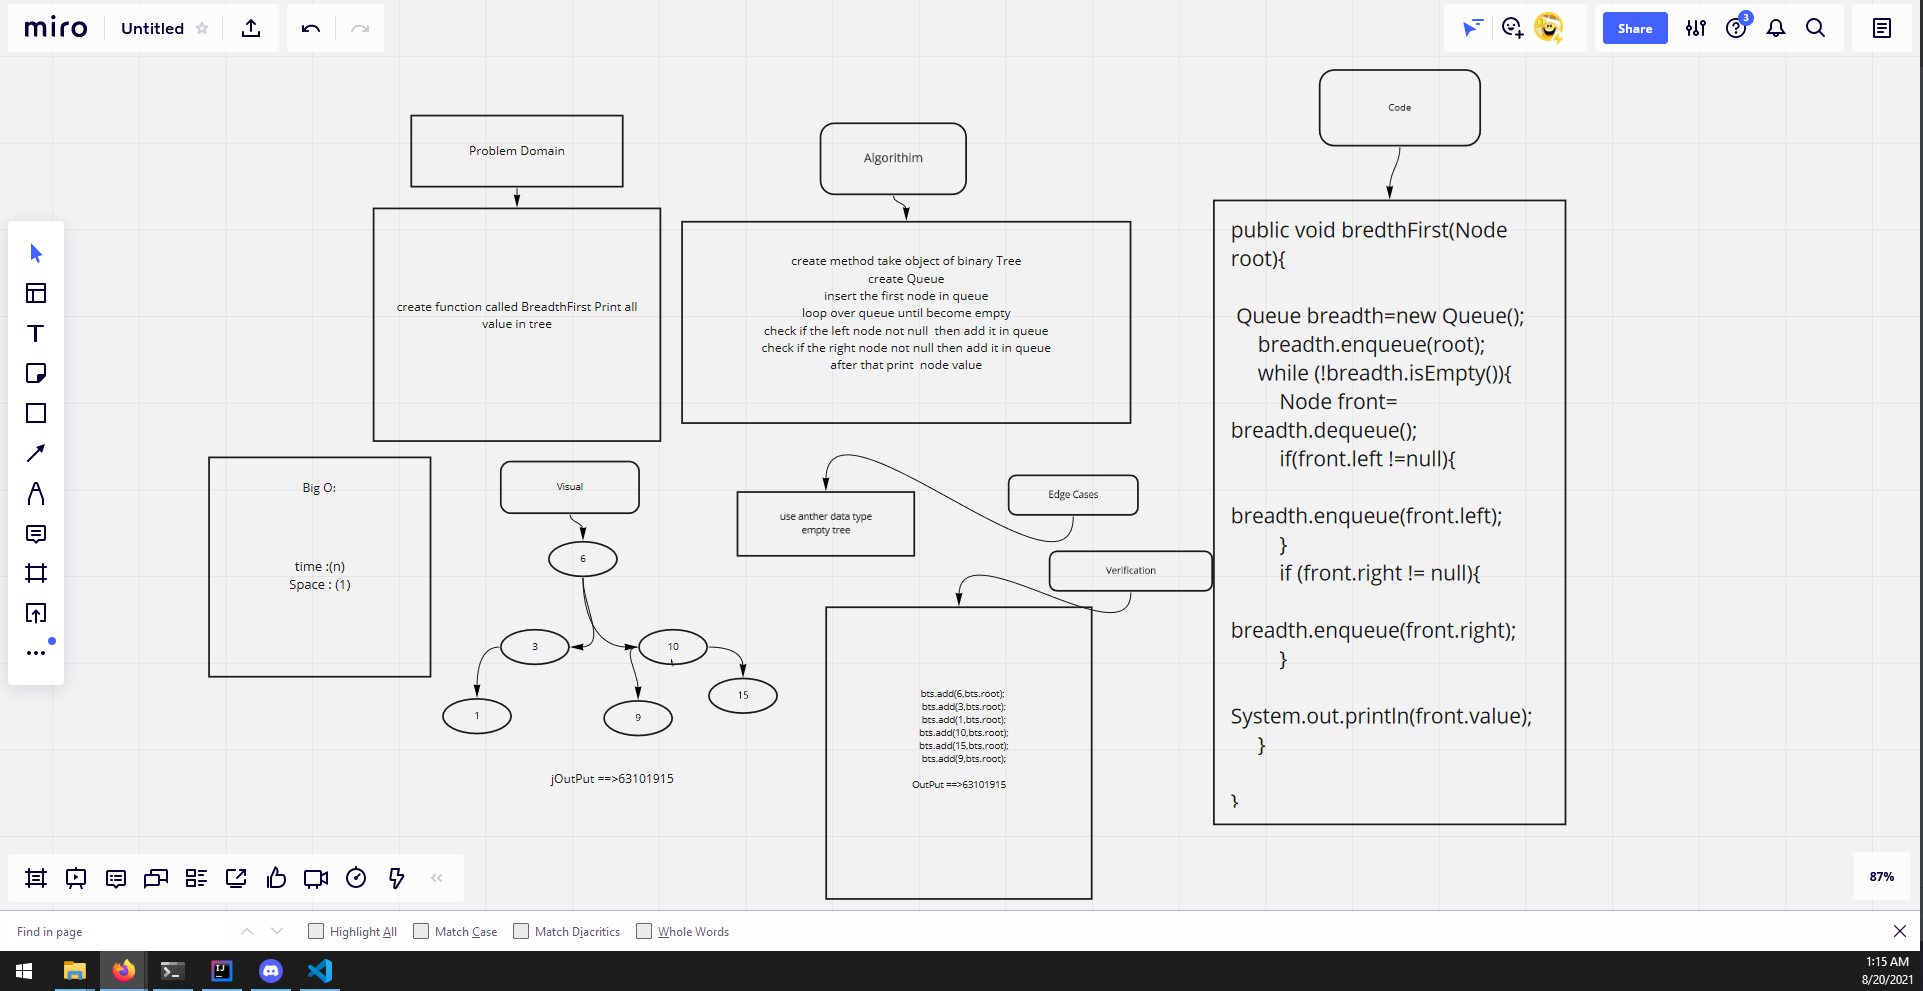 miro
Untitled
Share
3
Problem Domain
create function called BreadthFirst Print all
value in tree
Algorithim
create method take object of binary Tree
create Queue
insert the first node in queue
loop over queue until become empty
check if the left node not null  then add it in queue
check if the right node not null then add it in queue
after that print  node value
Code
public void bredthFirst(Node
root){
Queue breadth=new Queue();
breadth.enqueue(root);
while (!breadth.isEmpty()){
Node front=
breadth.dequeue();
if(front.left !=null){
breadth.enqueue(front.left);
}
if (front.right != null){
breadth.enqueue(front.right);
}
System.out.println(front.value);
}
}
Big O:
time :(n)
Space : (1)
Visual
6
3
10
1
9
15
jOutPut ==>63101915
Edge Cases
use anther data type
empty tree
Verification
bts.add(6,bts.root);
bts.add(3,bts.root);
bts.add(1,bts.root);
bts.add(10,bts.root);
bts.add(15,bts.root);
bts.add(9,bts.root);
OutPut ==>63101915
87%
Find in page
Highlight All
Match Case
Match Diacritics
Whole Words
1:15 AM
8/20/2021